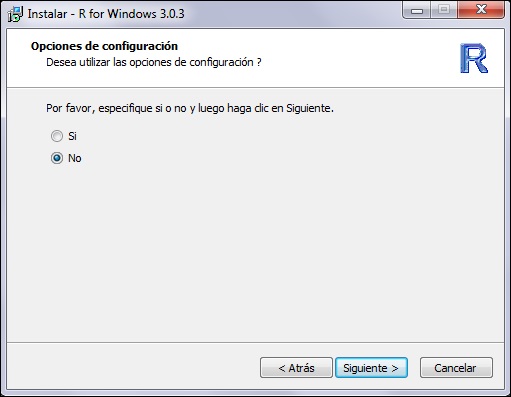 Instalar - R for Windows 3.0.3
Opciones de configuración
Desea utilizar las opciones de configuración ?
R
Por favor, especifique si o no y luego haga clic en Siguiente.
Si
No
< Atrás
Siguiente >
Cancelar